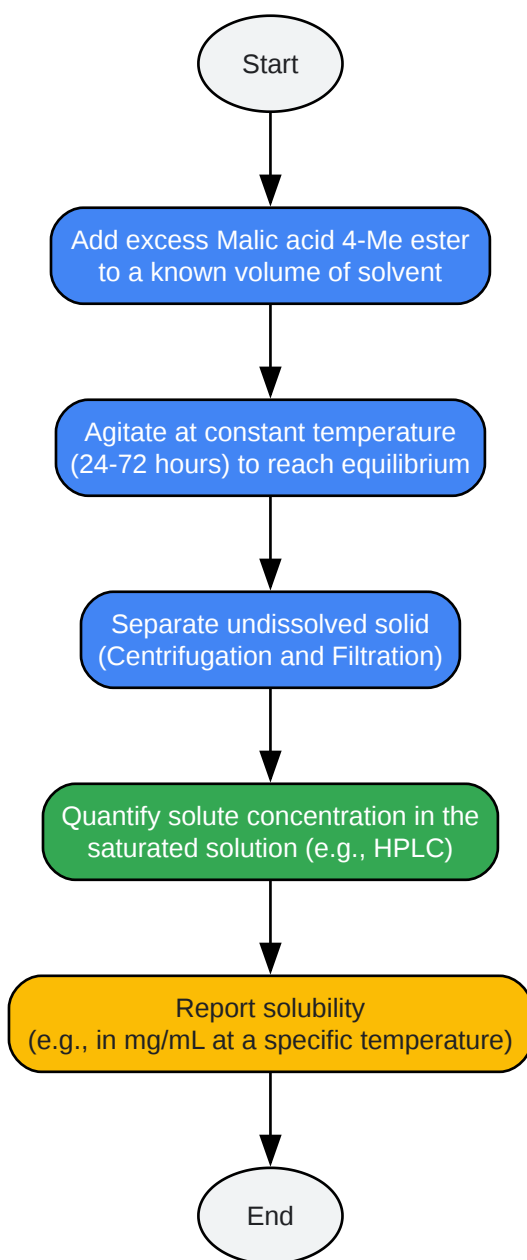 Start
Add excess Malic acid 4-Me ester
to a known volume of solvent
Agitate at constant temperature
(24-72 hours) to reach equilibrium
Separate undissolved solid
(Centrifugation and Filtration)
Quantify solute concentration in the
saturated solution (e.g., HPLC)
Report solubility
(e.g., in mg/mL at a specific temperature)
End